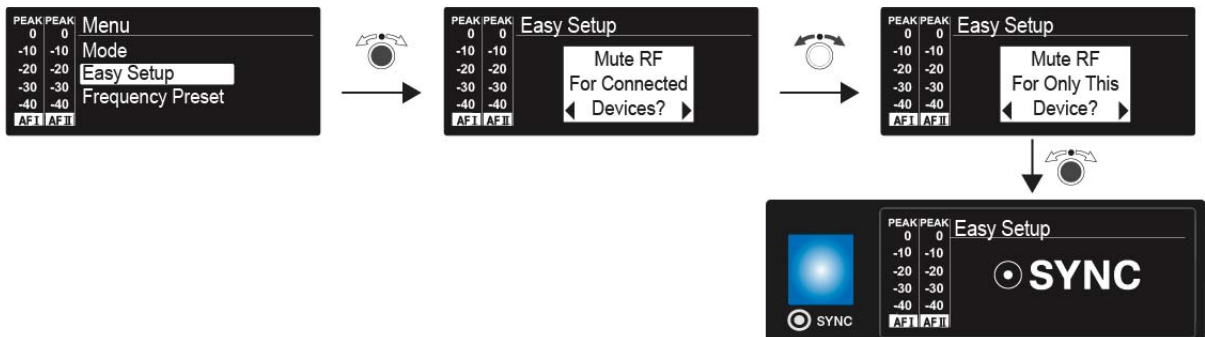 PEAK PEAK Menu
0 0
-10 -10 Mode
-20 -20 Easy Setup
-30 -30 Frequency Preset
-40 -40
AF I AF II
PEAK PEAK Easy Setup
0 0
-10 -10 Mute RF
-20 -20 For Connected
-30 -30 Devices?
-40 -40
AF I AF II
PEAK PEAK Easy Setup
0 0
-10 -10 Mute RF
-20 -20 For Only This
-30 -30 Device?
-40 -40
AF I AF II
SYNC
PEAK PEAK Easy Setup
0 0
-10 -10
-20 -20 SYNC
-30 -30
-40 -40
AF I AF II